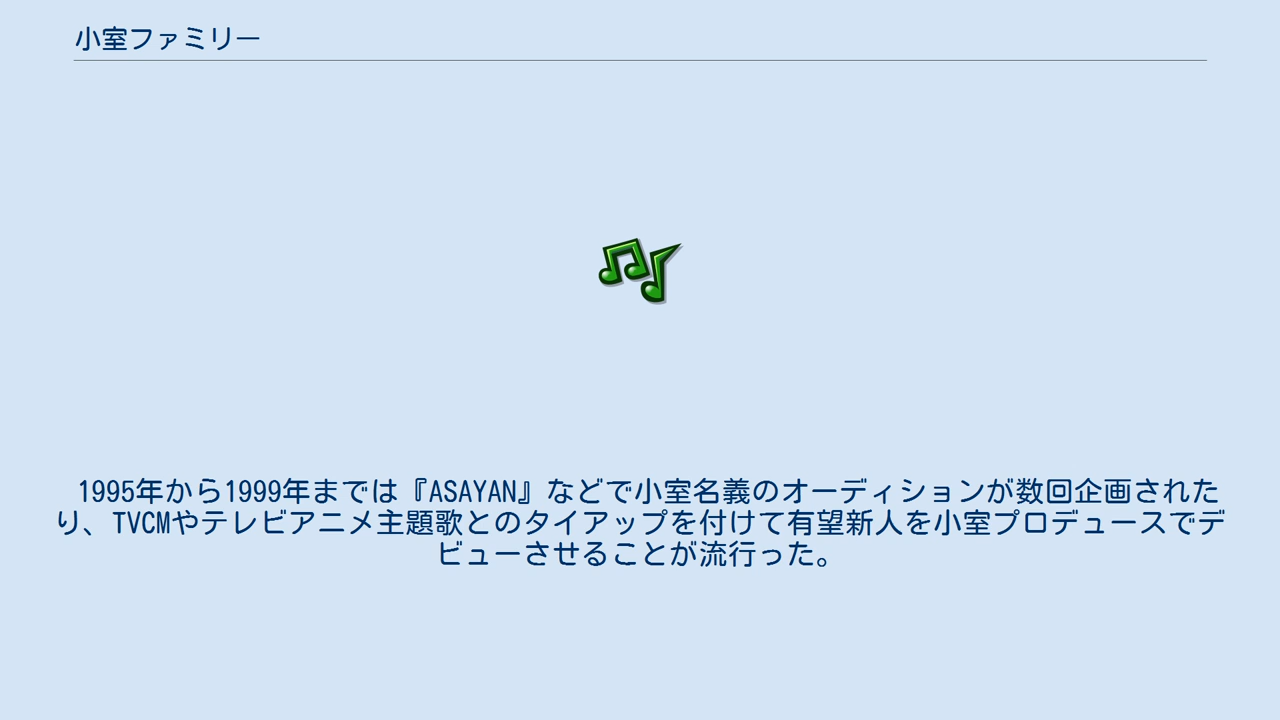 小室ファミリー
1995年から1999年までは『ASAYAN』などで小室名義のオーディションが数回企画された
り、TVCMやテレビアニメ主題歌とのタイアップを付けて有望新人を小室プロデュースでデ
ビューさせることが流行った。